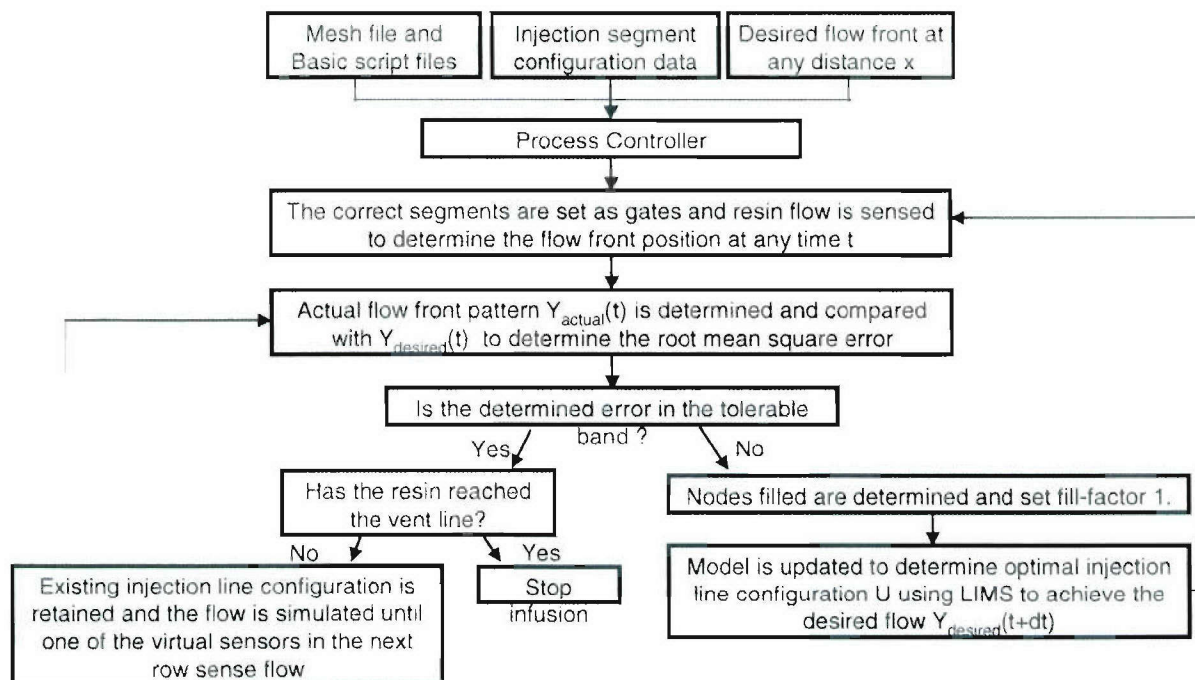 Mesh file and
Basic script files
Injection segment
configuration data
Desired flow front at
any distance x
Process Controller
The correct segments are set as gates and resin flow is sensed
to determine the flow front position at any time t
Actual flow front pattern Yactual(t) is determined and compared
with Ydesired(t) to determine the root mean square error
Is the determined error in the tolerable
band ?
Yes
No
Has the resin reached
the vent line?
Nodes filled are determined and set fill-factor 1.
No
Yes
Existing injection line configuration is
retained and the flow is simulated until
one of the virtual sensors in the next
row sense flow
Stop
infusion
Model is updated to determine optimal injection
line configuration U using LIMS to achieve the
desired flow Ydesired(t+dt)